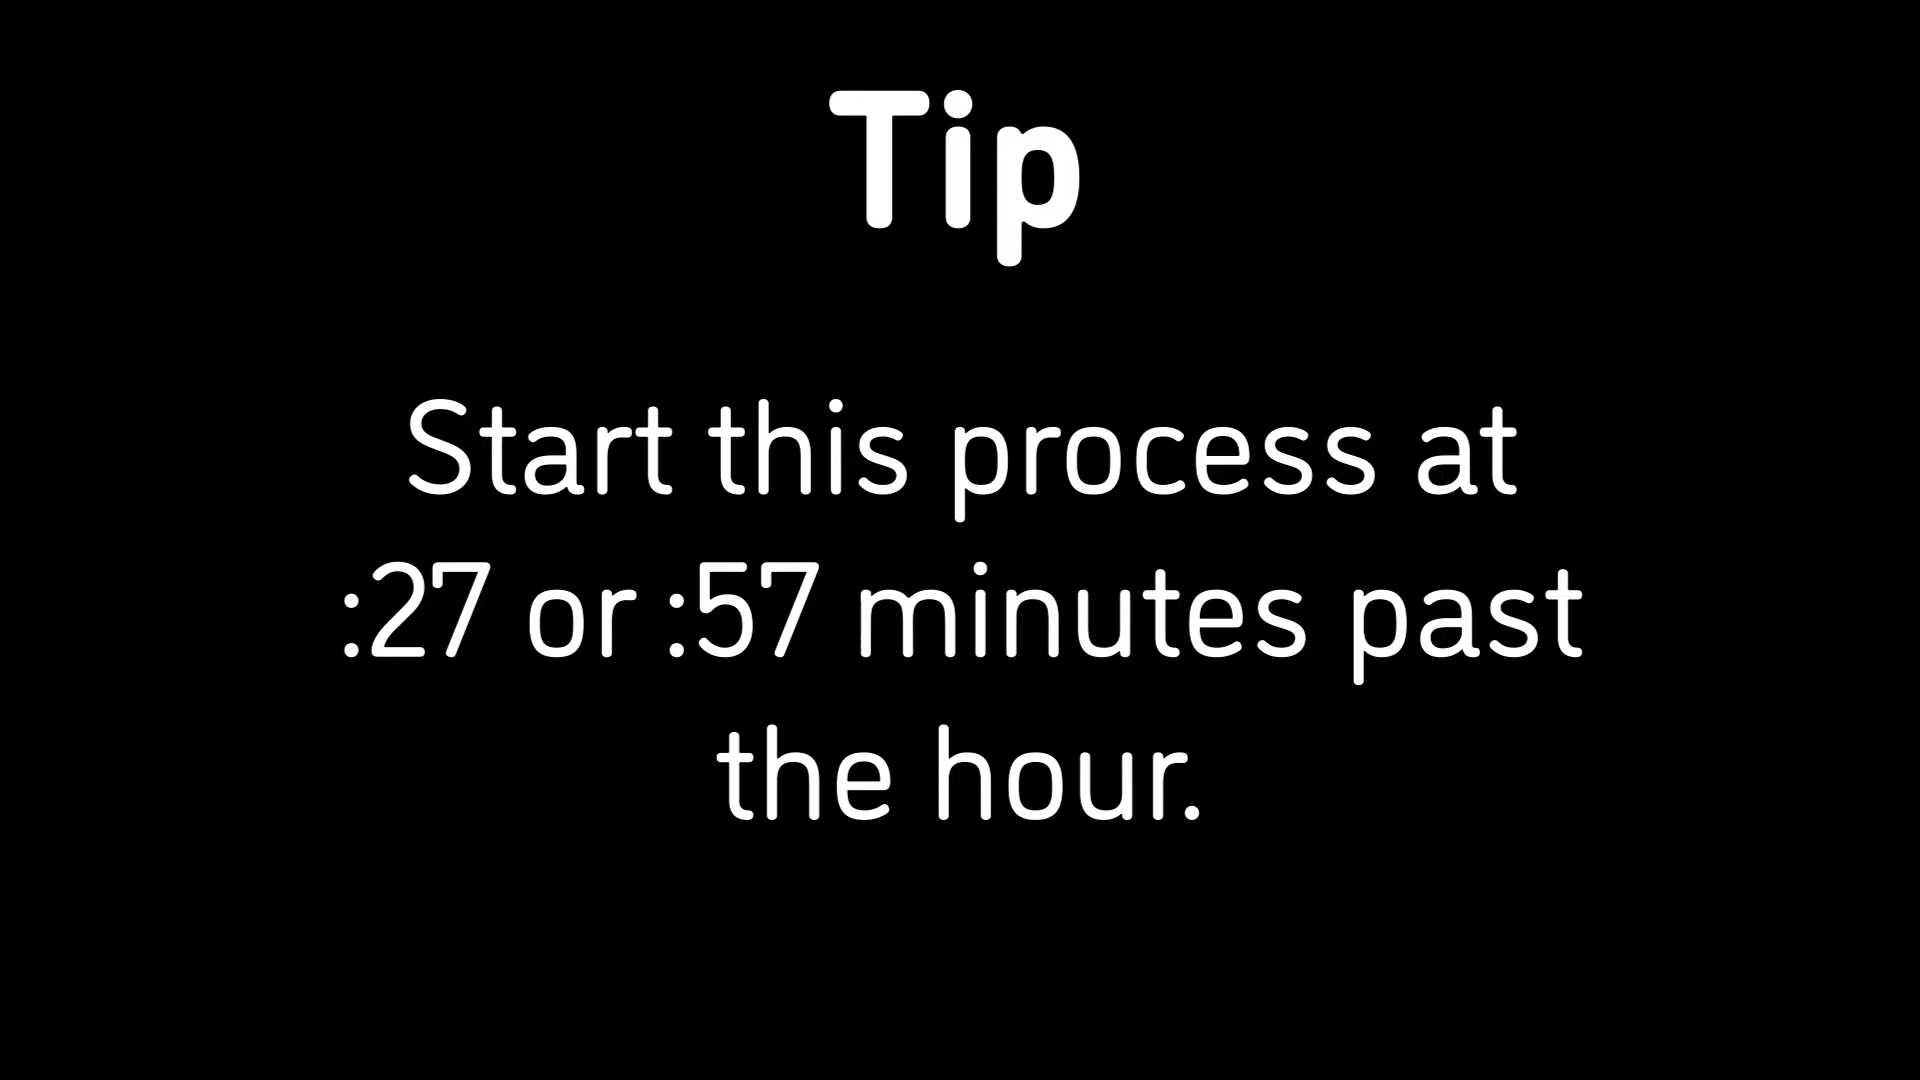 Tip
Start this process at
:27 or :57 minutes past
the hour.